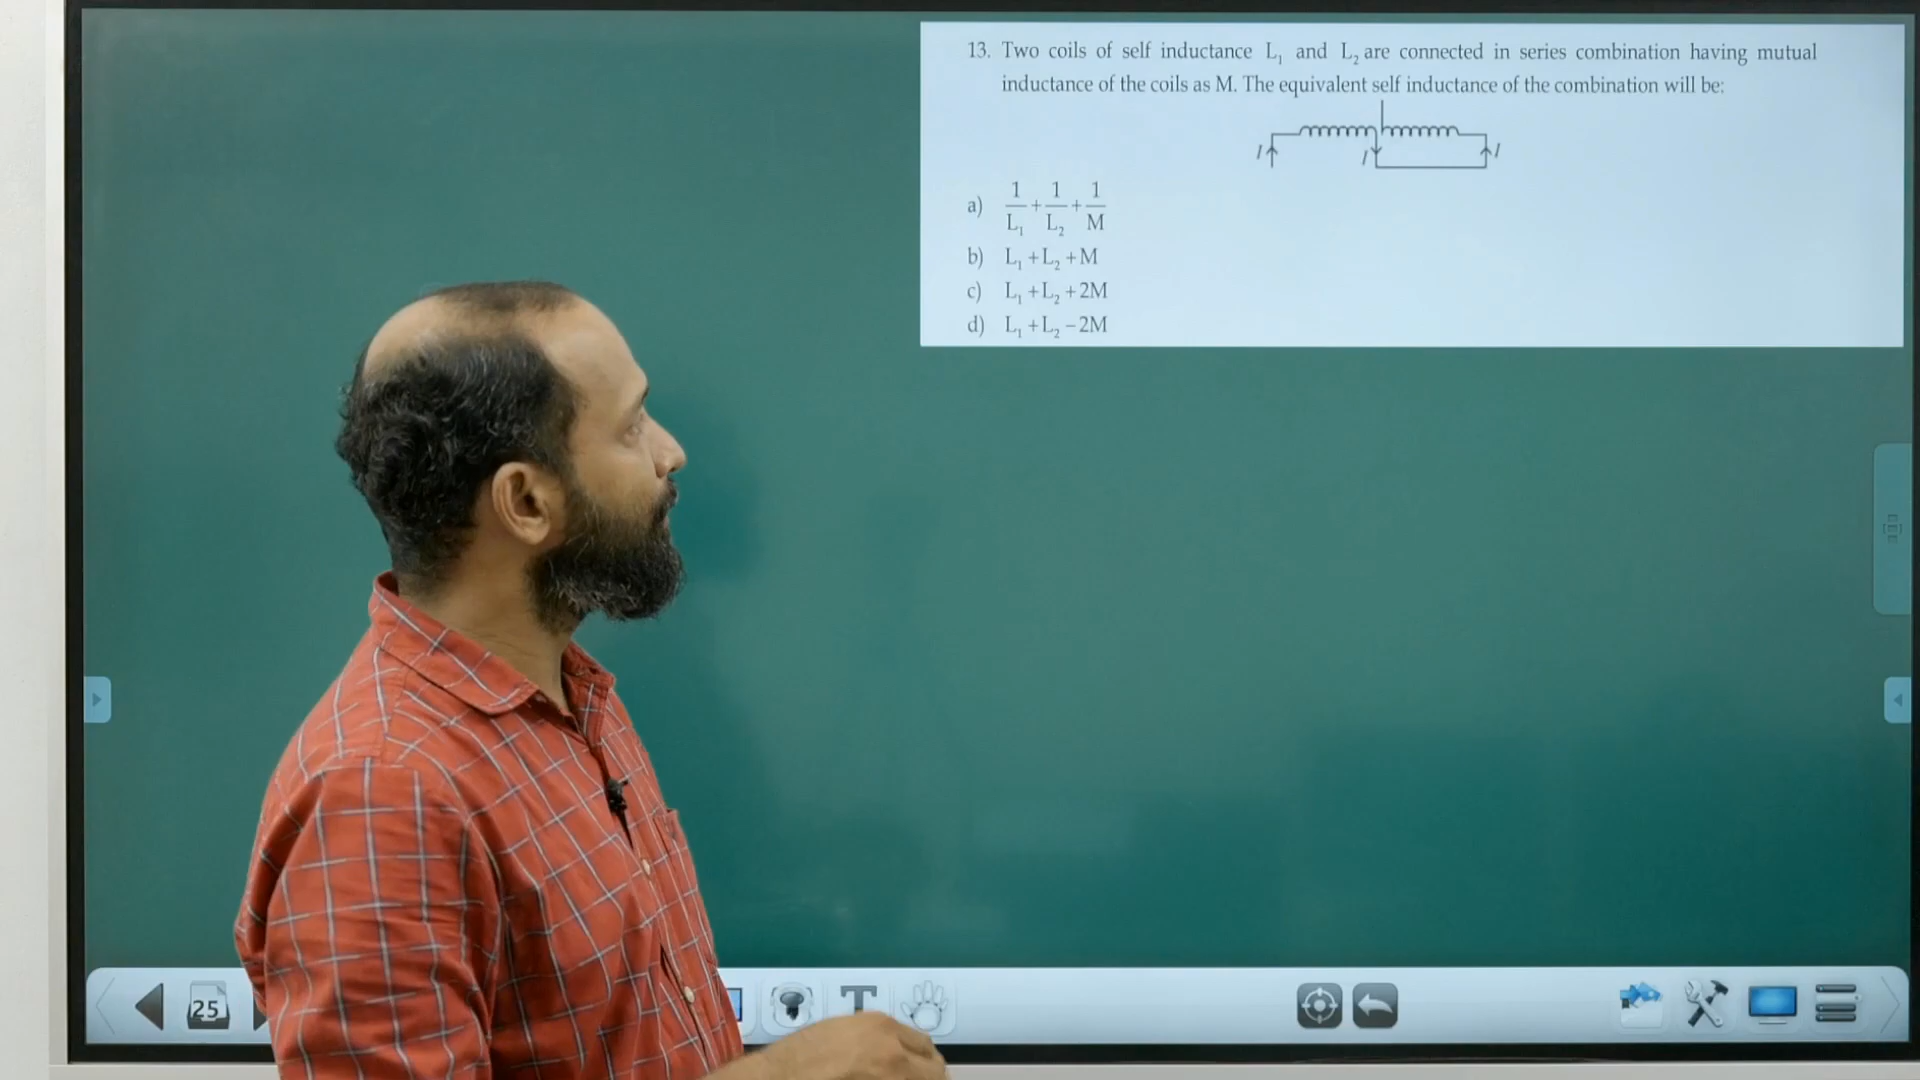 13. Two coils of self inductance L₁ and L₂ are connected in series combination having mutual
inductance of the coils as M. The equivalent self inductance of the combination will be:
I I I
a) 1/L₁ + 1/L₂ + 1/M
b) L₁ + L₂ + M
c) L₁ + L₂ + 2M
d) L₁ + L₂ − 2M
25 T